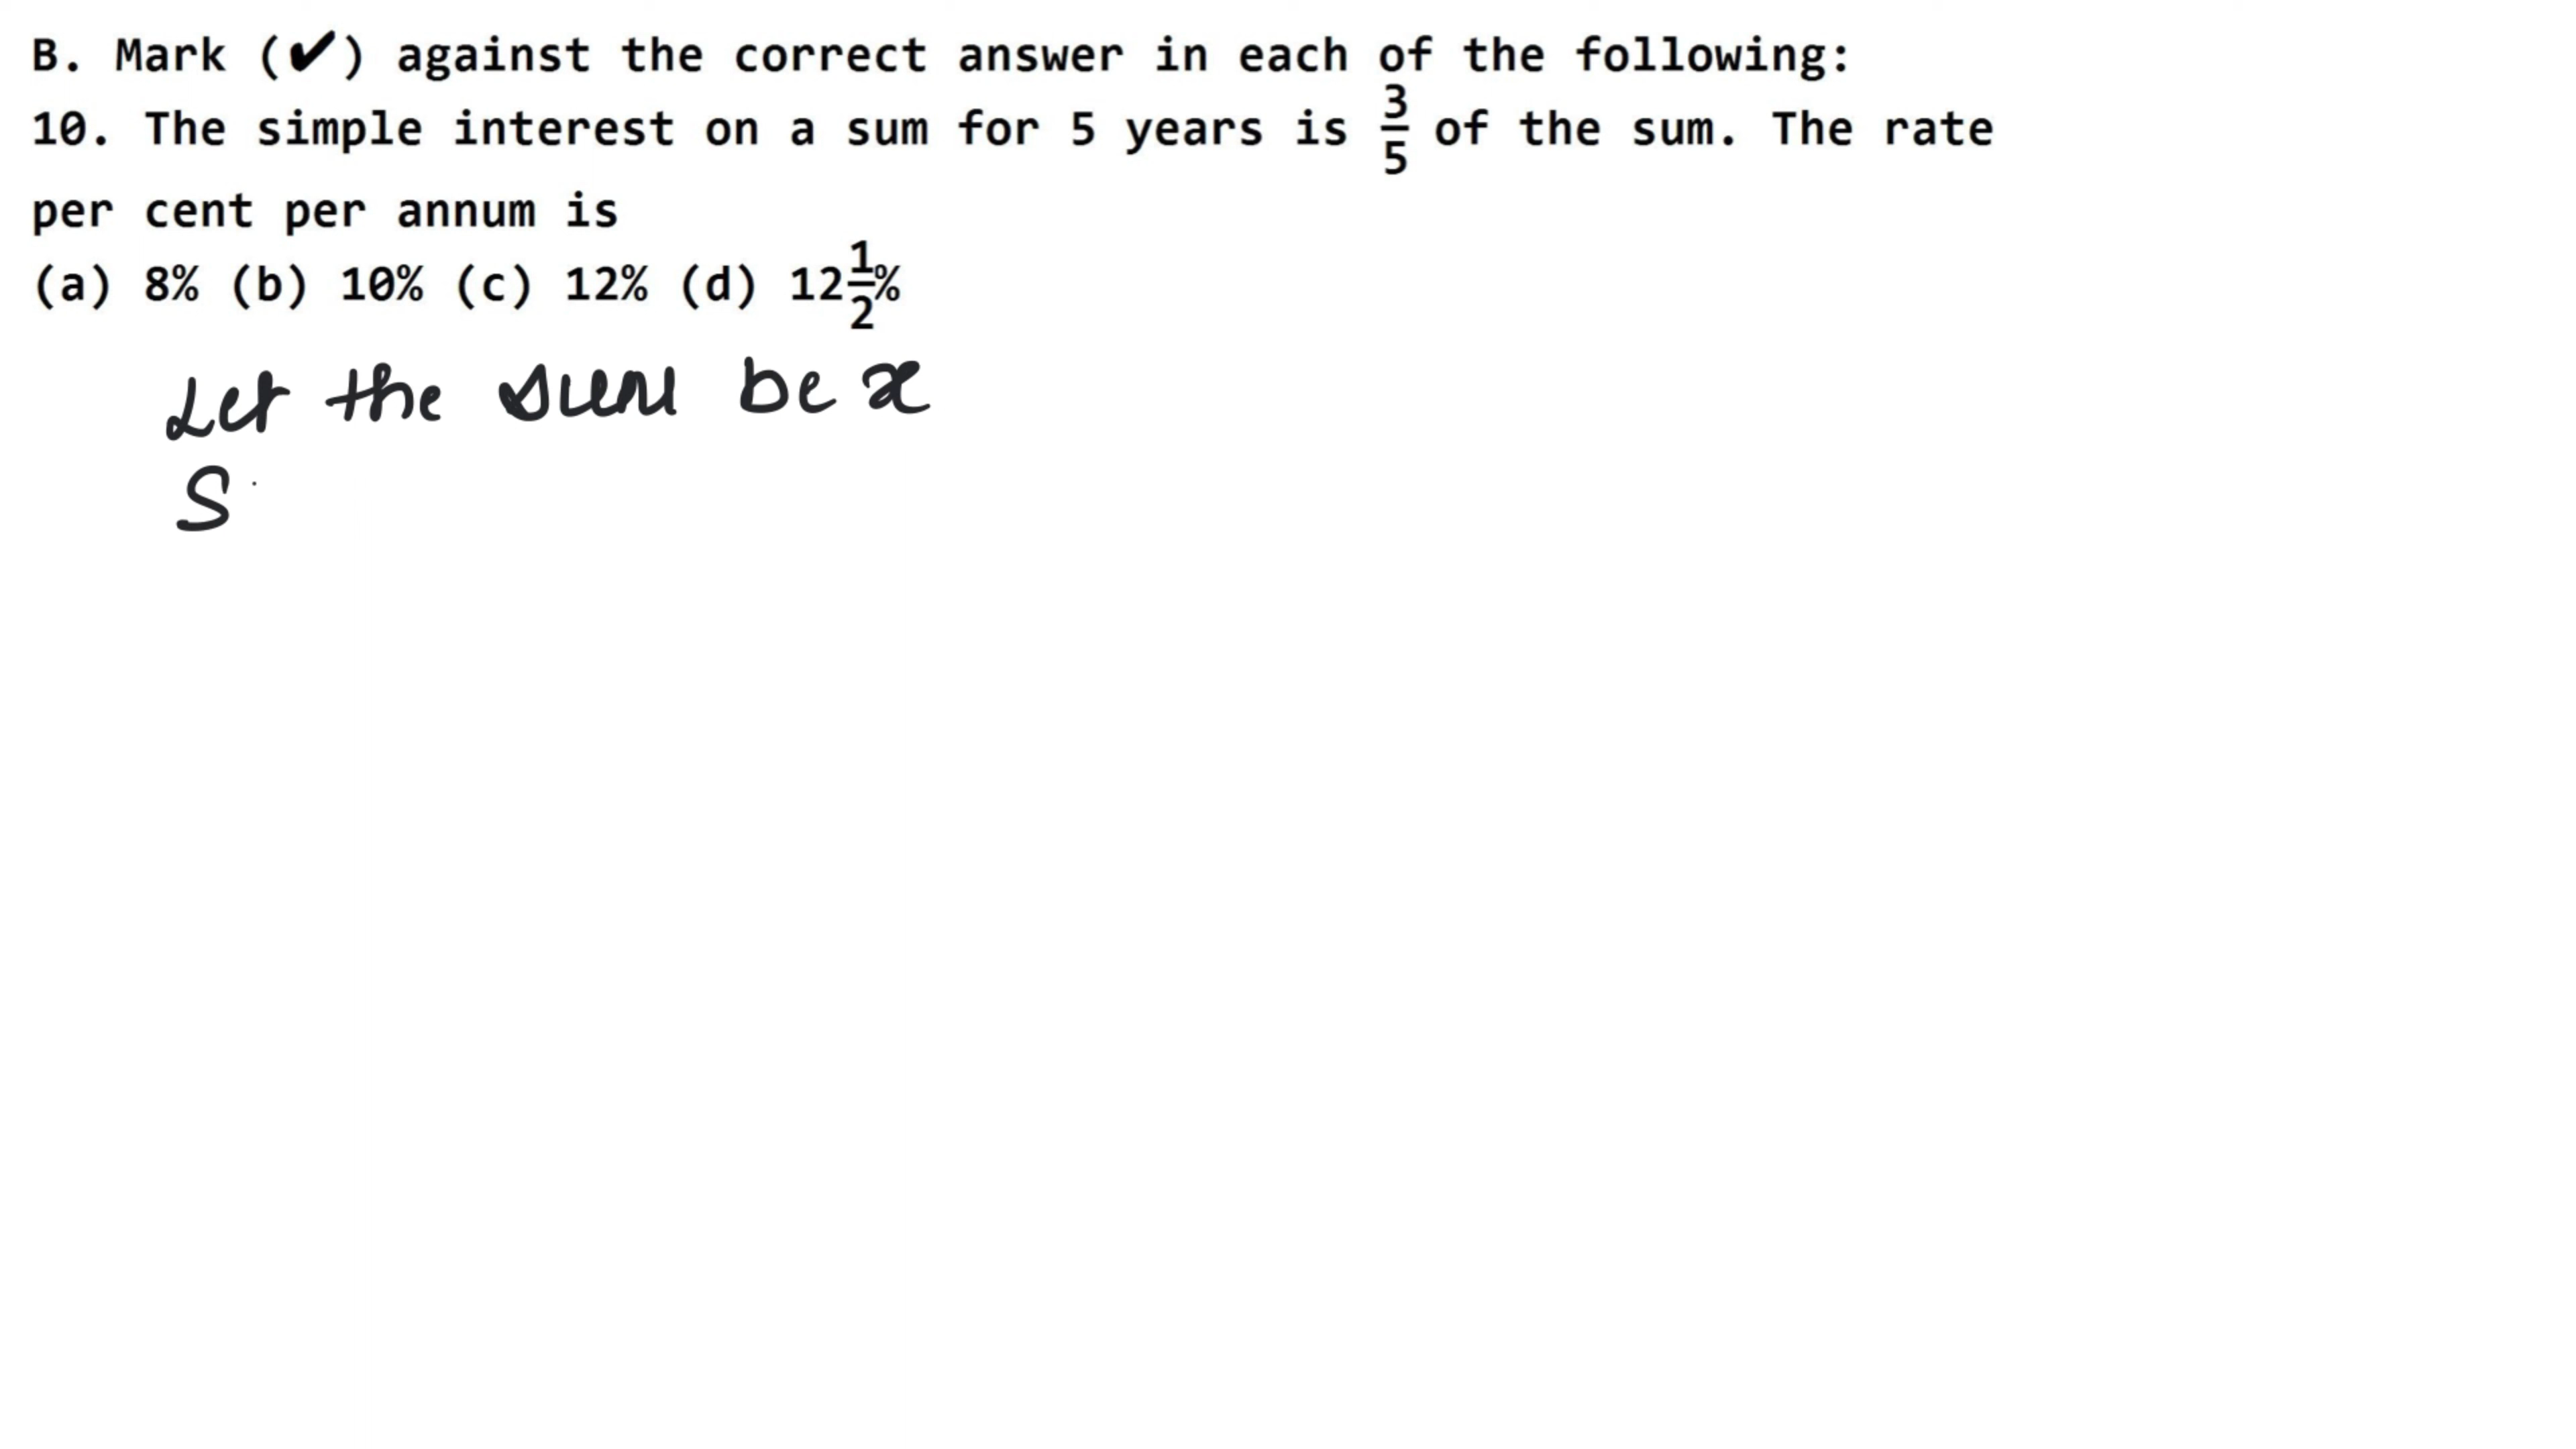 B. Mark (✔) against the correct answer in each of the following:
10. The simple interest on a sum for 5 years is 3/5 of the sum. The rate
per cent per annum is
(a) 8% (b) 10% (c) 12% (d) 12 1/2%
Let the sum be x
S